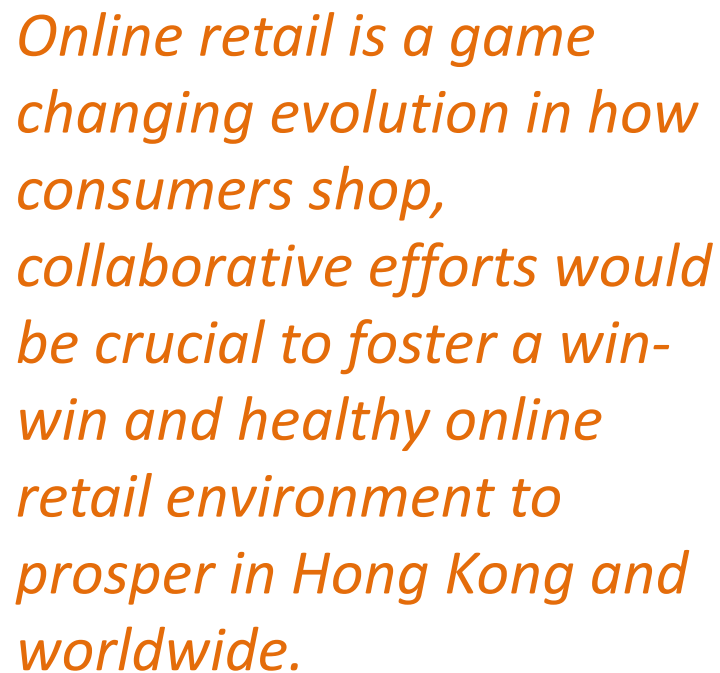 Online retail is a game
changing evolution in how
consumers shop,
collaborative efforts would
be crucial to foster a win-
win and healthy online
retail environment to
prosper in Hong Kong and
worldwide.